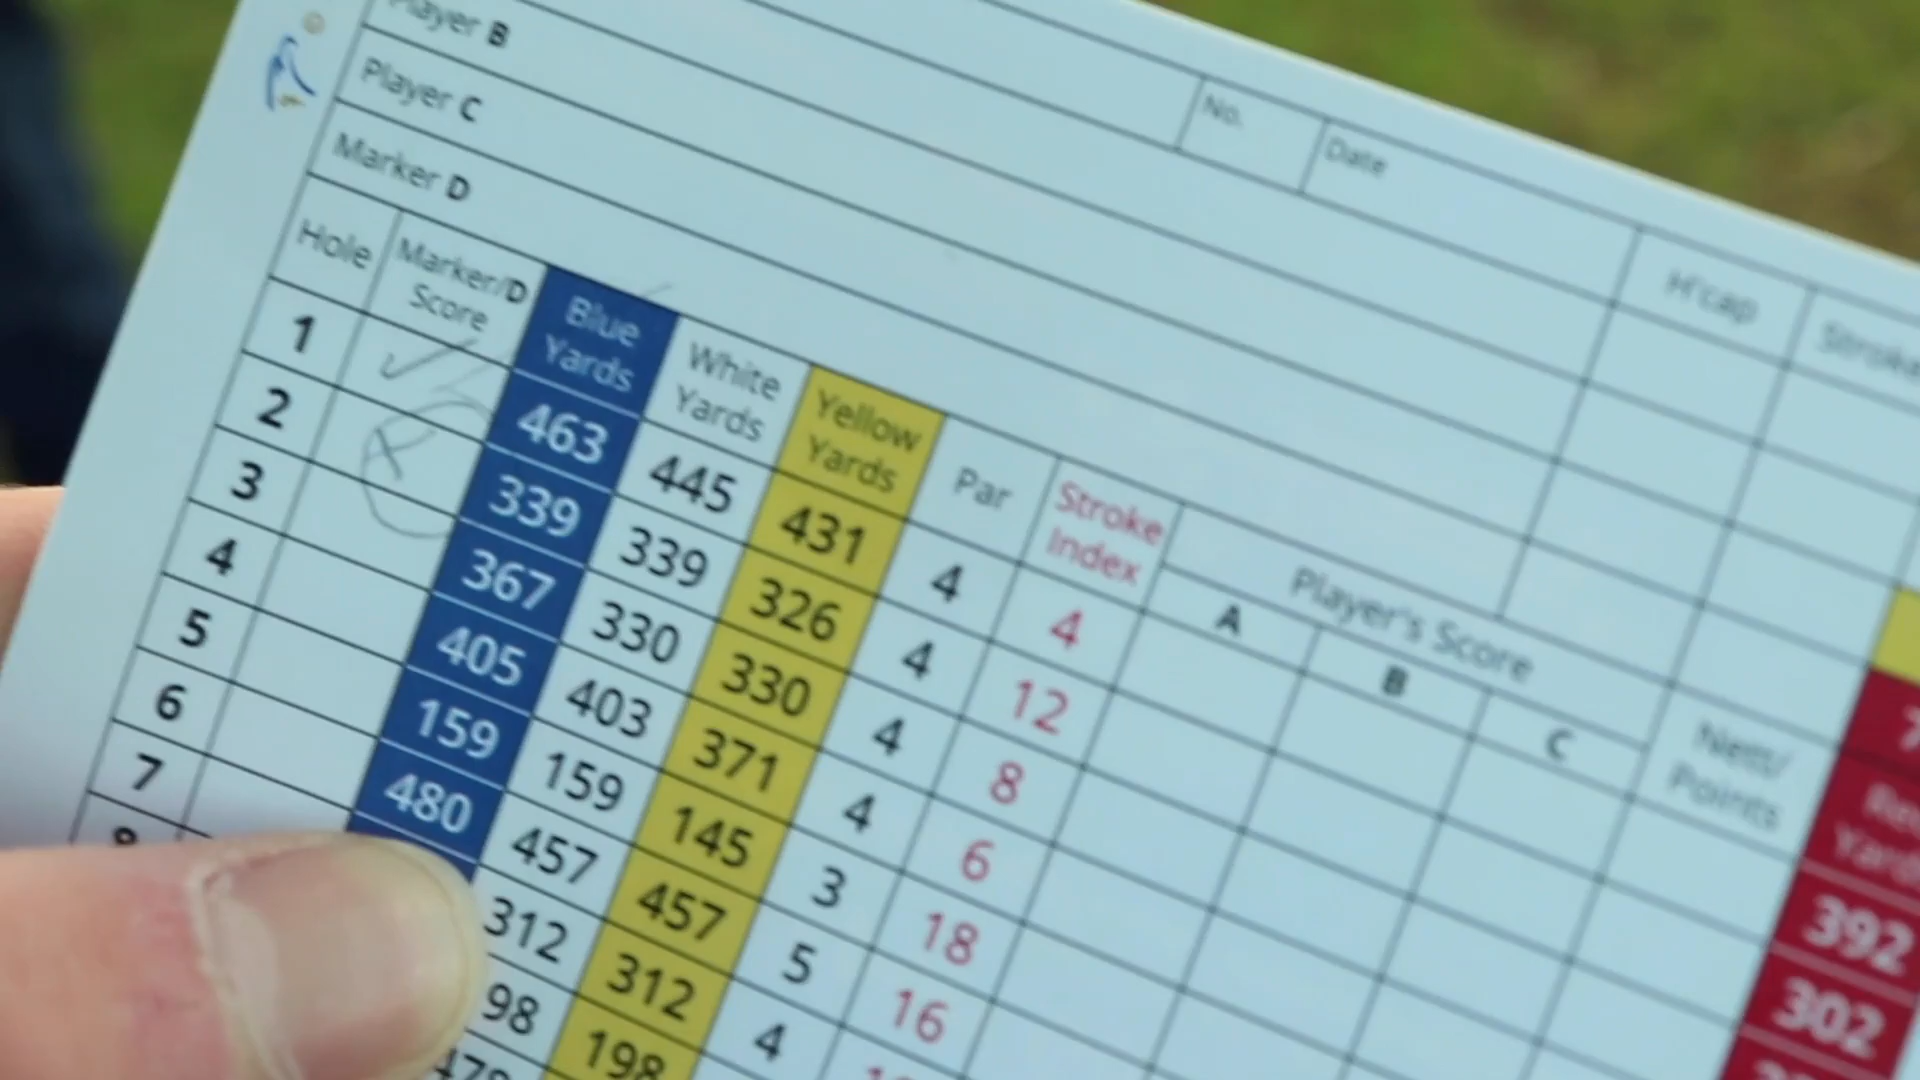 Player B
No.
Date
Player C
Marker D
H'cap
Hole
Marker/D Score
Blue Yards
White Yards
Yellow Yards
Par
Stroke Index
Player's Score
A
B
C
Nett/ Points
1 463 445 431 4 4
2 339 339 326 4 12
3 367 330 330 4 8
4 405 403 371 4 6
5 159 159 145 3 18
6 480 457 457 5 16
7 312 312 4
198
392
302